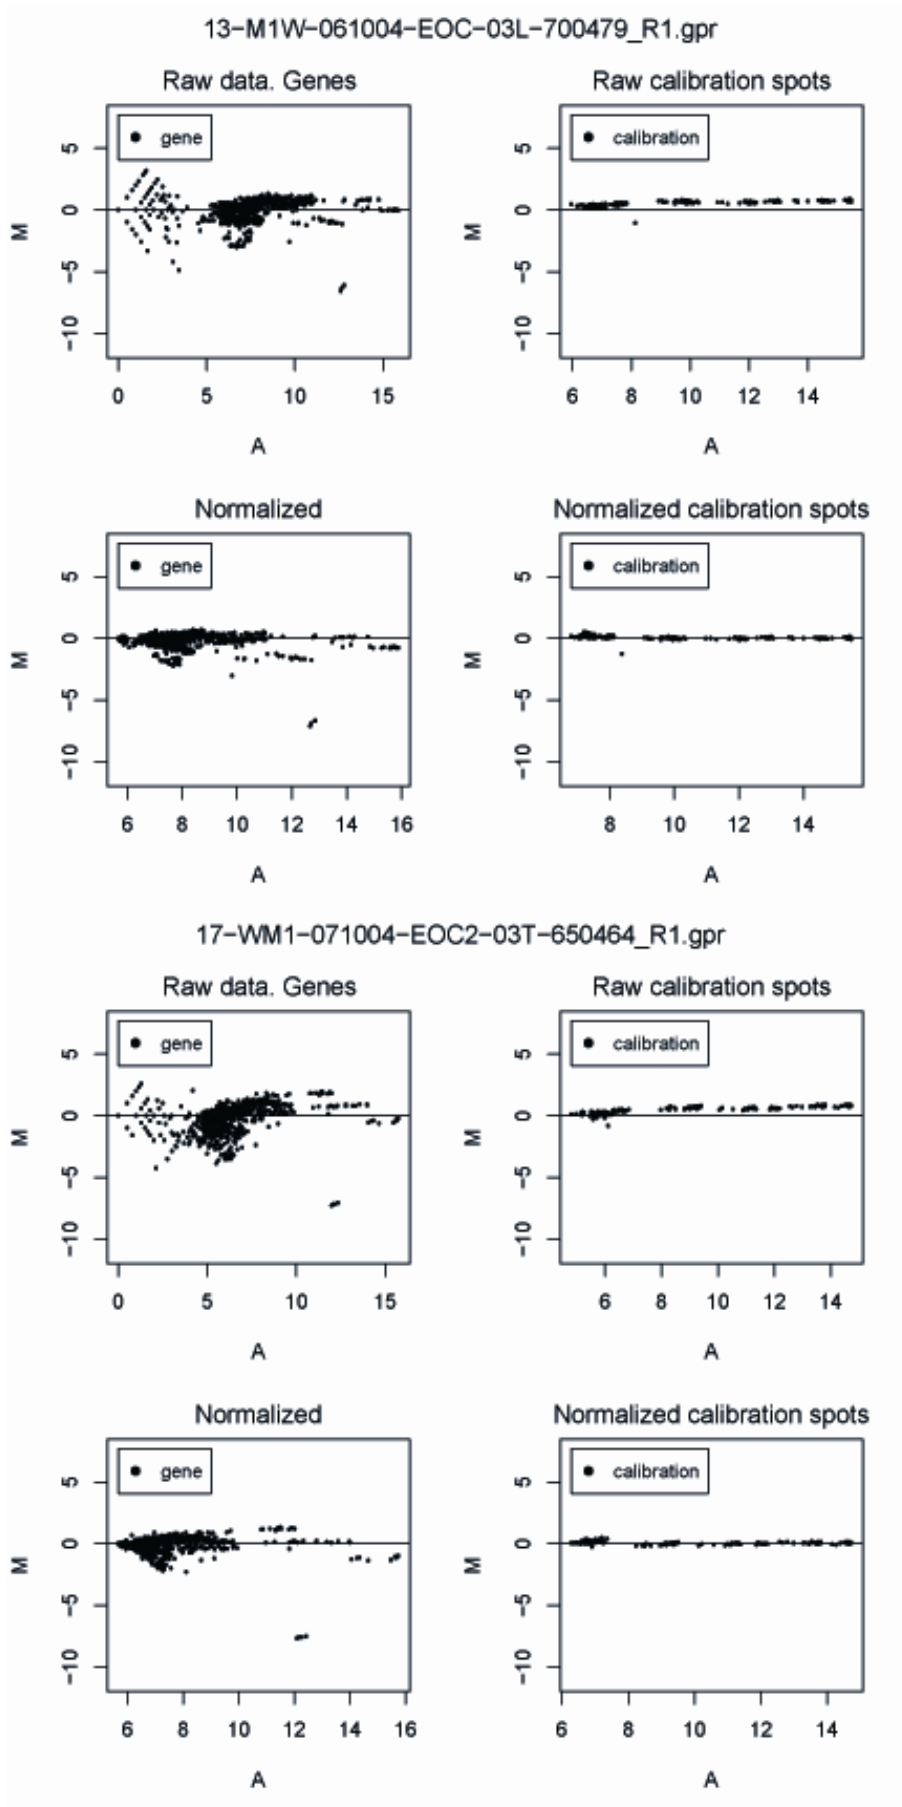 13−M1W−061004−EOC−03L−700479_R1.gpr
Raw data. Genes
Raw calibration spots
gene
calibration
5
0
−5
−10
M
5
0
−5
−10
M
0 5 10 15
6 8 10 12 14
A
A
Normalized
Normalized calibration spots
gene
calibration
5
0
−5
−10
M
5
0
−5
−10
M
6 8 10 12 14 16
8 10 12 14
A
A
17−WM1−071004−EOC2−03T−650464_R1.gpr
Raw data. Genes
Raw calibration spots
gene
calibration
5
0
−5
−10
M
5
0
−5
−10
M
0 5 10 15
6 8 10 12 14
A
A
Normalized
Normalized calibration spots
gene
calibration
5
0
−5
−10
M
5
0
−5
−10
M
6 8 10 12 14 16
6 8 10 12 14
A
A